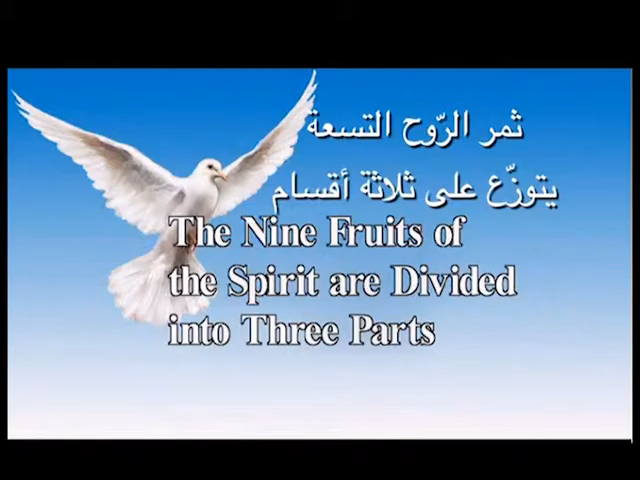 ثمر الرّوح التسعة
يتوزّع على ثلاثة أقسام
The Nine Fruits of
the Spirit are Divided
into Three Parts